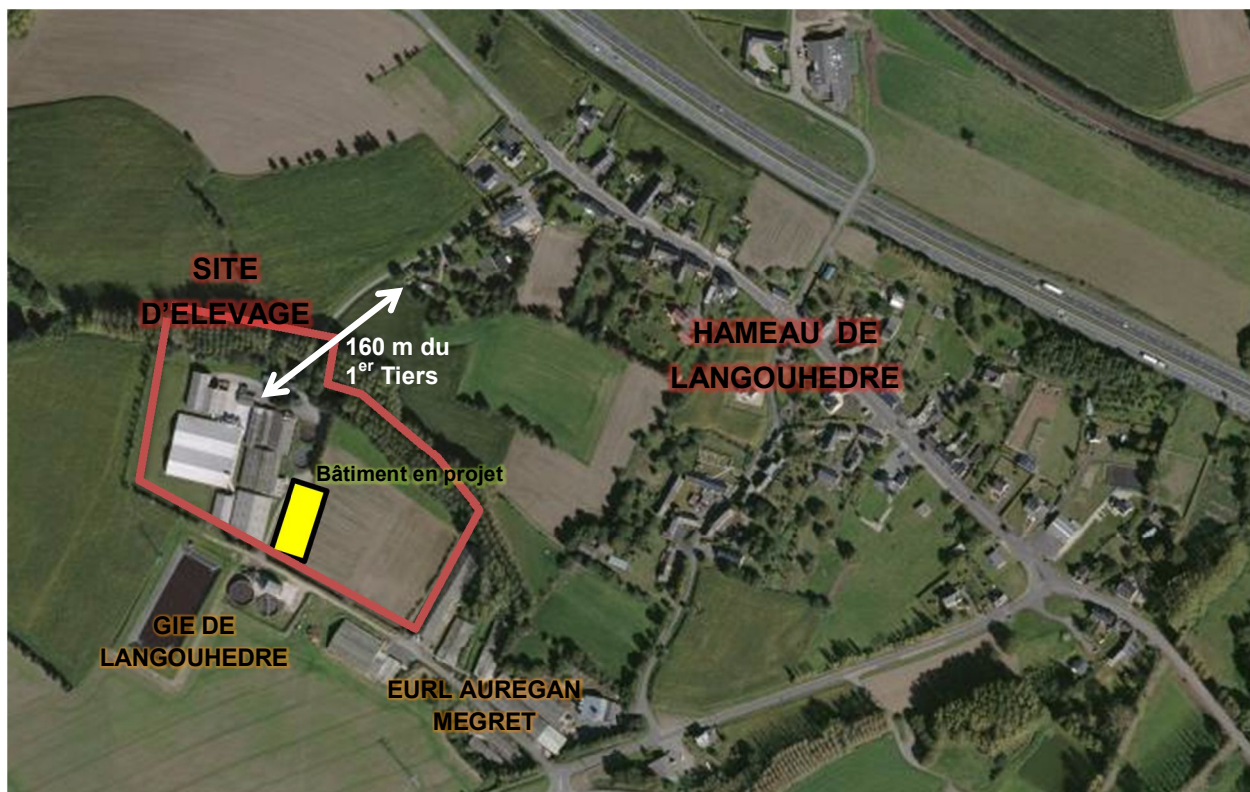 SITE
D'ELEVAGE
160 m du
1er Tiers
HAMEAU DE
LANGOUHEDRE
Bâtiment en projet
GIE DE
LANGOUHEDRE
EURL AUREGAN
MEGRET